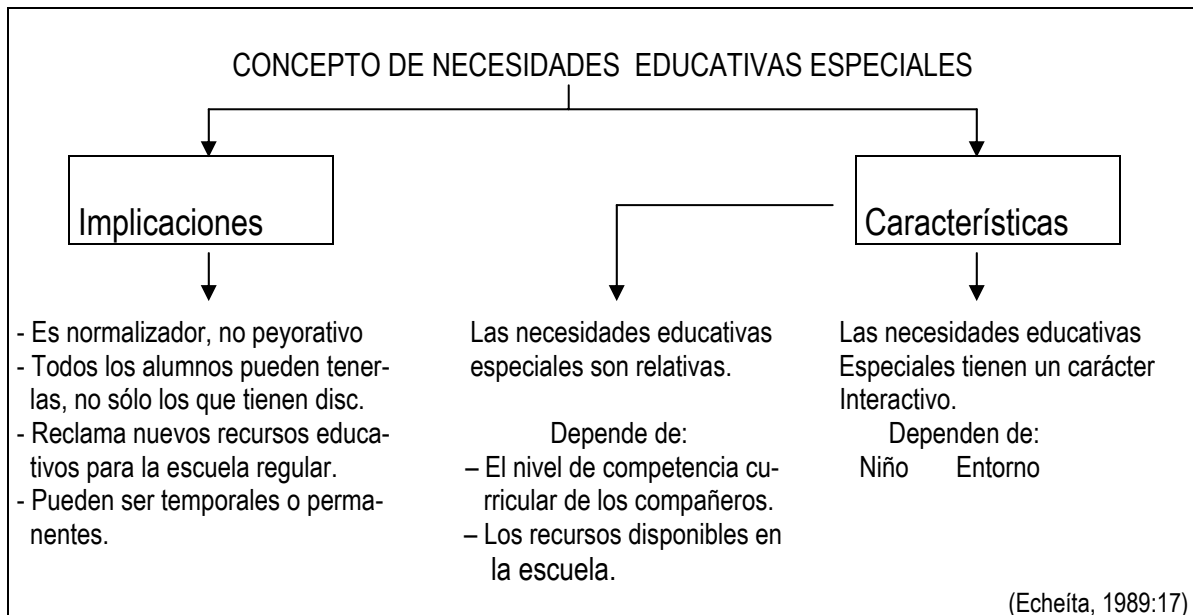 CONCEPTO DE NECESIDADES EDUCATIVAS ESPECIALES
Implicaciones
Características
- Es normalizador, no peyorativo
- Todos los alumnos pueden tener-
las, no sólo los que tienen disc.
- Reclama nuevos recursos educa-
tivos para la escuela regular.
- Pueden ser temporales o perma-
nentes.
Las necesidades educativas
especiales son relativas.
Depende de:
– El nivel de competencia cu-
rricular de los compañeros.
– Los recursos disponibles en
la escuela.
Las necesidades educativas
Especiales tienen un carácter
Interactivo.
Dependen de:
Niño Entorno
(Echeíta, 1989:17)